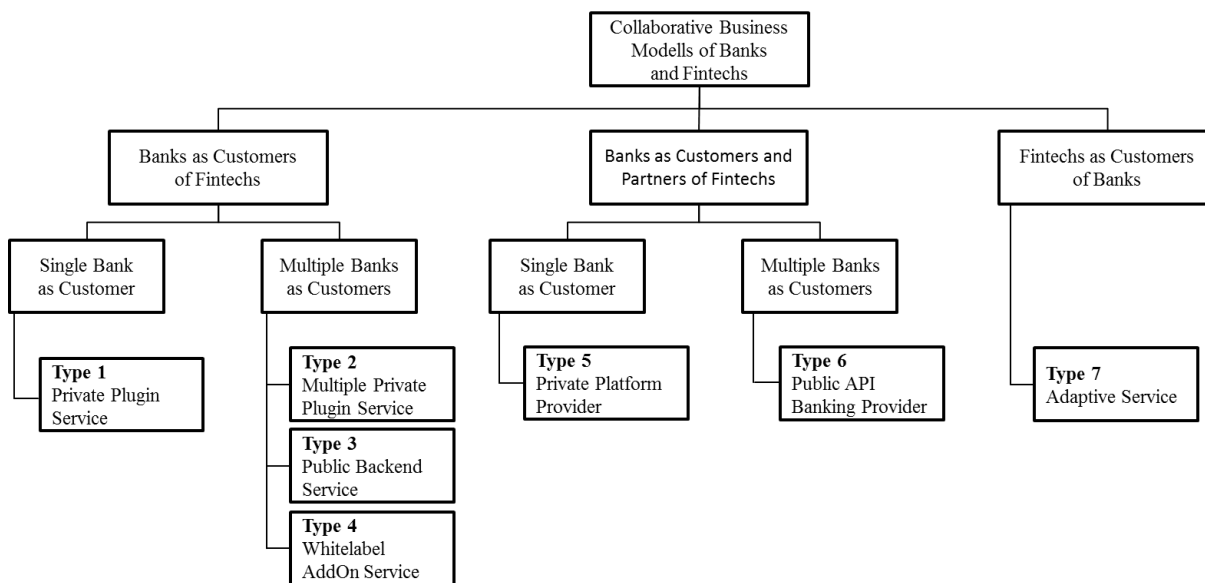 Collaborative Business
Modells of Banks
and Fintechs
Banks as Customers
of Fintechs
Banks as Customers and
Partners of Fintechs
Fintechs as Customers
of Banks
Single Bank
as Customer
Multiple Banks
as Customers
Single Bank
as Customer
Multiple Banks
as Customers
Type 1
Private Plugin
Service
Type 2
Multiple Private
Plugin Service
Type 3
Public Backend
Service
Type 4
Whitelabel
AddOn Service
Type 5
Private Platform
Provider
Type 6
Public API
Banking Provider
Type 7
Adaptive Service